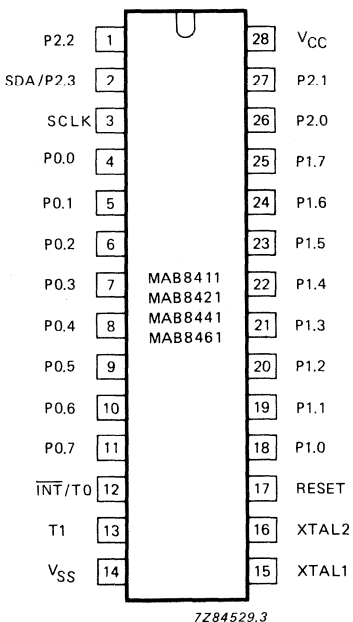 P2.2 1 28 VCC
SDA/P2.3 2 27 P2.1
SCLK 3 26 P2.0
P0.0 4 25 P1.7
P0.1 5 24 P1.6
P0.2 6 23 P1.5
P0.3 7 22 P1.4
P0.4 8 21 P1.3
P0.5 9 20 P1.2
P0.6 10 19 P1.1
P0.7 11 18 P1.0
INT/T0 12 17 RESET
T1 13 16 XTAL2
VSS 14 15 XTAL1
MAB8411
MAB8421
MAB8441
MAB8461
7Z84529.3